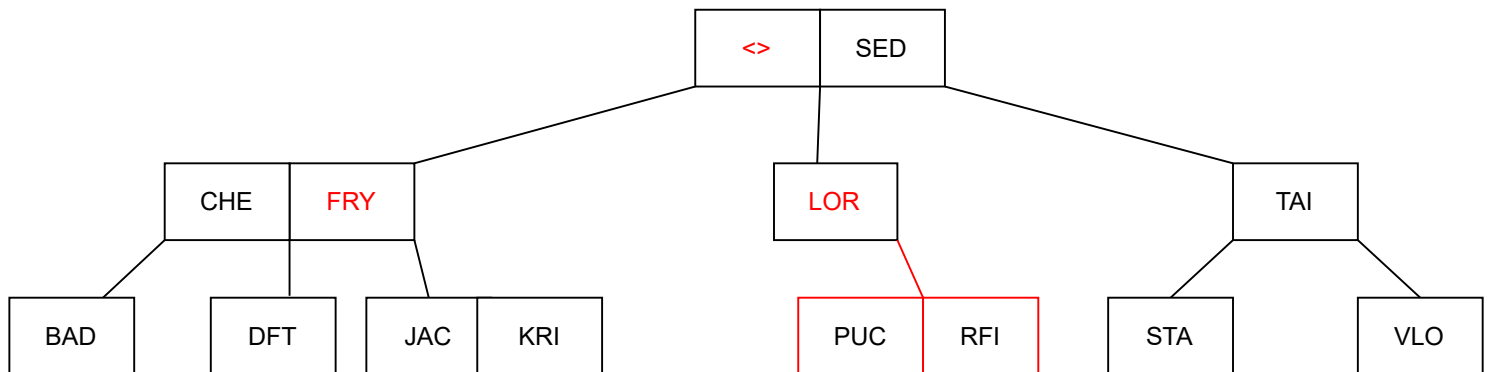 <> SED
CHE FRY LOR TAI
BAD DFT JAC KRI PUC RFI STA VLO